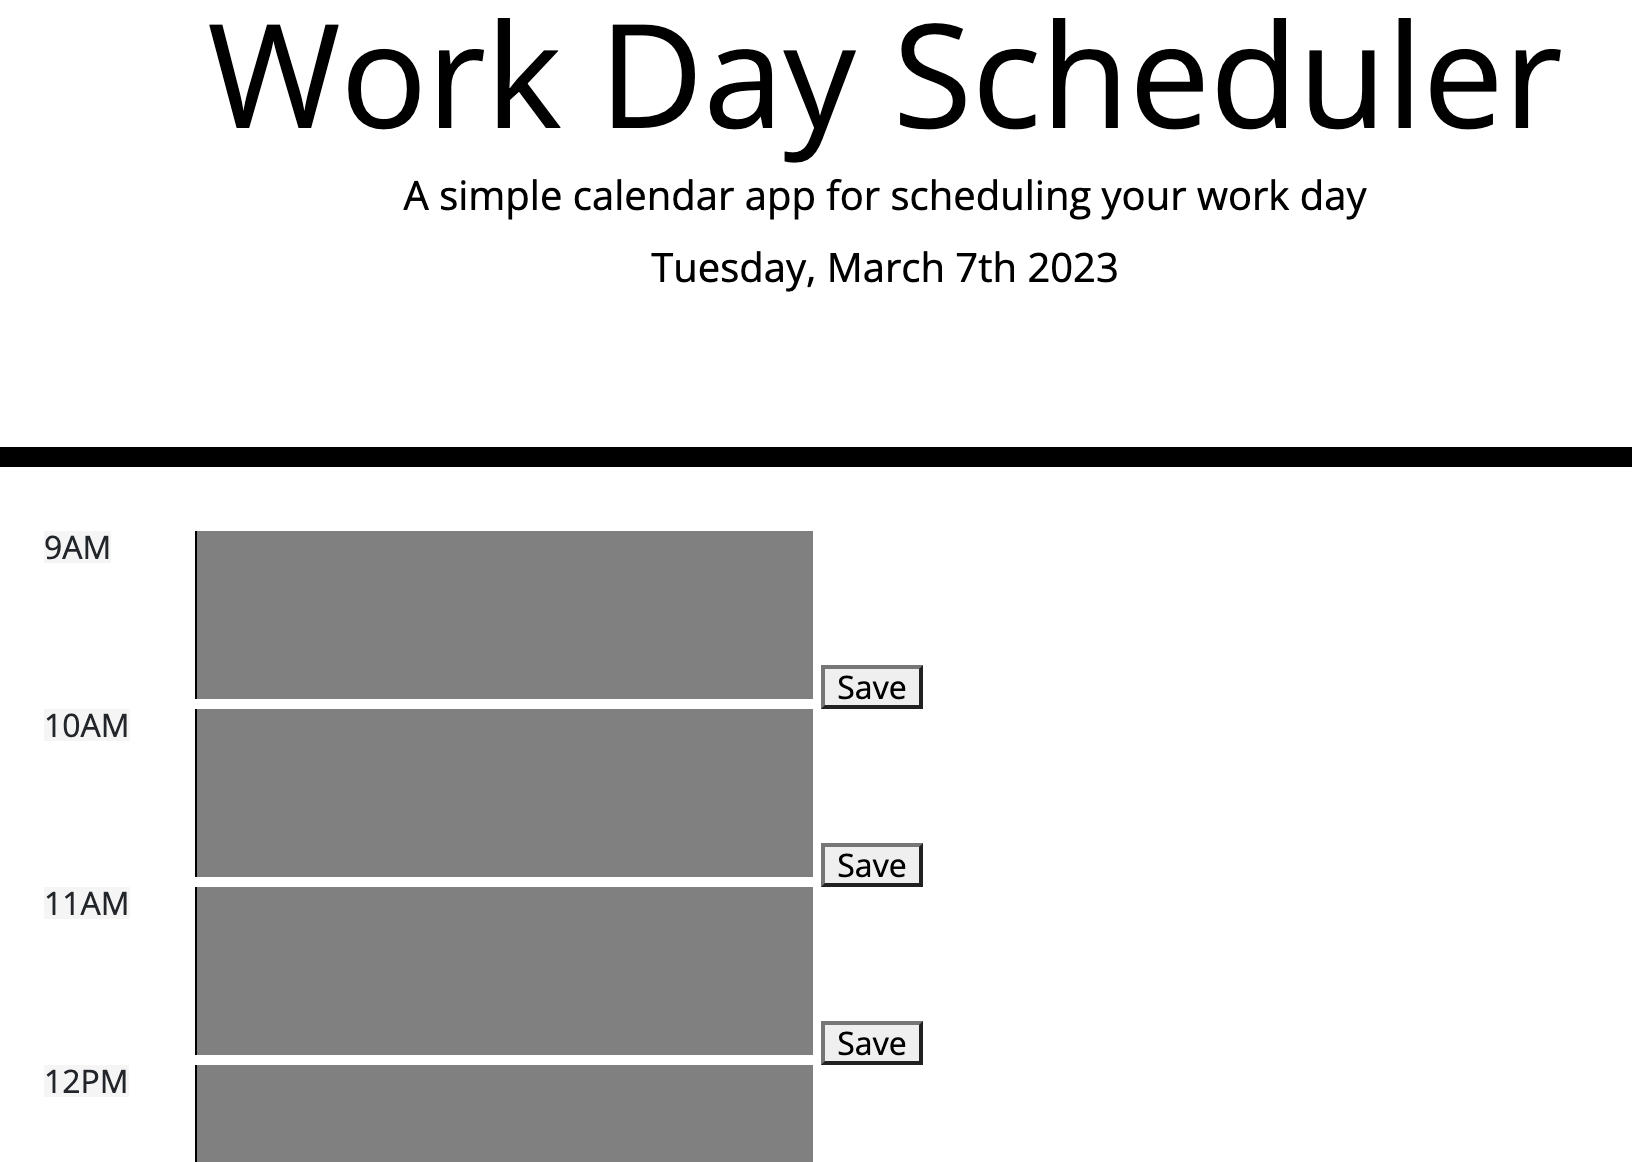 Work Day Scheduler
A simple calendar app for scheduling your work day
Tuesday, March 7th 2023
9AM
Save
10AM
Save
11AM
Save
12PM